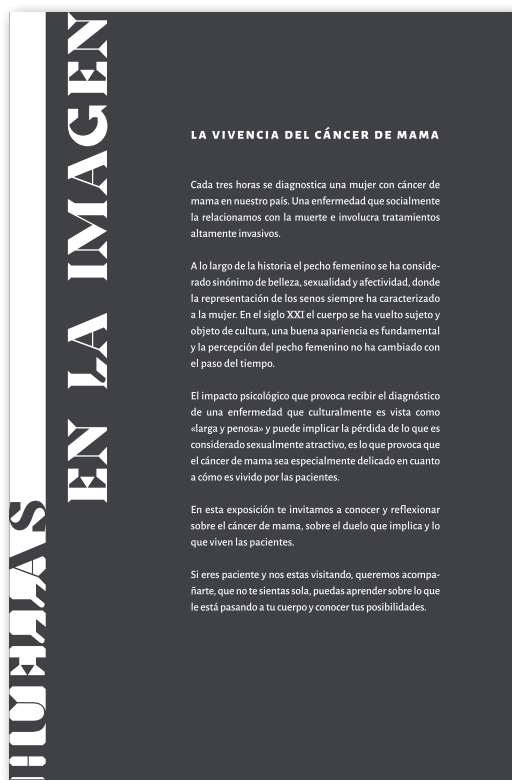 HUELLAS
EN LA IMAGEN
LA VIVENCIA DEL CÁNCER DE MAMA
Cada tres horas se diagnostica una mujer con cáncer de
mama en nuestro país. Una enfermedad que socialmente
la relacionamos con la muerte e involucra tratamientos
altamente invasivos.
A lo largo de la historia el pecho femenino se ha conside-
rado sinónimo de belleza, sexualidad y afectividad, donde
la representación de los senos siempre ha caracterizado
a la mujer. En el siglo XXI el cuerpo se ha vuelto sujeto y
objeto de cultura, una buena apariencia es fundamental
y la percepción del pecho femenino no ha cambiado con
el paso del tiempo.
El impacto psicológico que provoca recibir el diagnóstico
de una enfermedad que culturalmente es vista como
«larga y penosa» y puede implicar la pérdida de lo que es
considerado sexualmente atractivo, es lo que provoca que
el cáncer de mama sea especialmente delicado en cuanto
a cómo es vivido por las pacientes.
En esta exposición te invitamos a conocer y reflexionar
sobre el cáncer de mama, sobre el duelo que implica y lo
que viven las pacientes.
Si eres paciente y nos estas visitando, queremos acompa-
ñarte, que no te sientas sola, puedas aprender sobre lo que
le está pasando a tu cuerpo y conocer tus posibilidades.